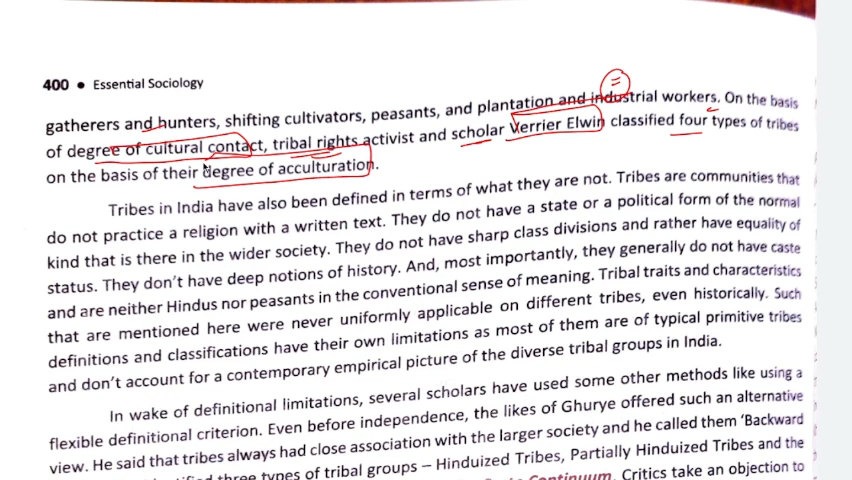 400 • Essential Sociology
gatherers and hunters, shifting cultivators, peasants, and plantation and industrial workers. On the basis
of degree of cultural contact, tribal rights activist and scholar Verrier Elwin classified four types of tribes
on the basis of their degree of acculturation.
Tribes in India have also been defined in terms of what they are not. Tribes are communities that
do not practice a religion with a written text. They do not have a state or a political form of the normal
kind that is there in the wider society. They do not have sharp class divisions and rather have equality of
status. They don't have deep notions of history. And, most importantly, they generally do not have caste
and are neither Hindus nor peasants in the conventional sense of meaning. Tribal traits and characteristics
that are mentioned here were never uniformly applicable on different tribes, even historically. Such
definitions and classifications have their own limitations as most of them are of typical primitive tribes
and don't account for a contemporary empirical picture of the diverse tribal groups in India.
In wake of definitional limitations, several scholars have used some other methods like using a
flexible definitional criterion. Even before independence, the likes of Ghurye offered such an alternative
view. He said that tribes always had close association with the larger society and he called them 'Backward
three types of tribal groups – Hinduized Tribes, Partially Hinduized Tribes and the
Continuum. Critics take an objection to